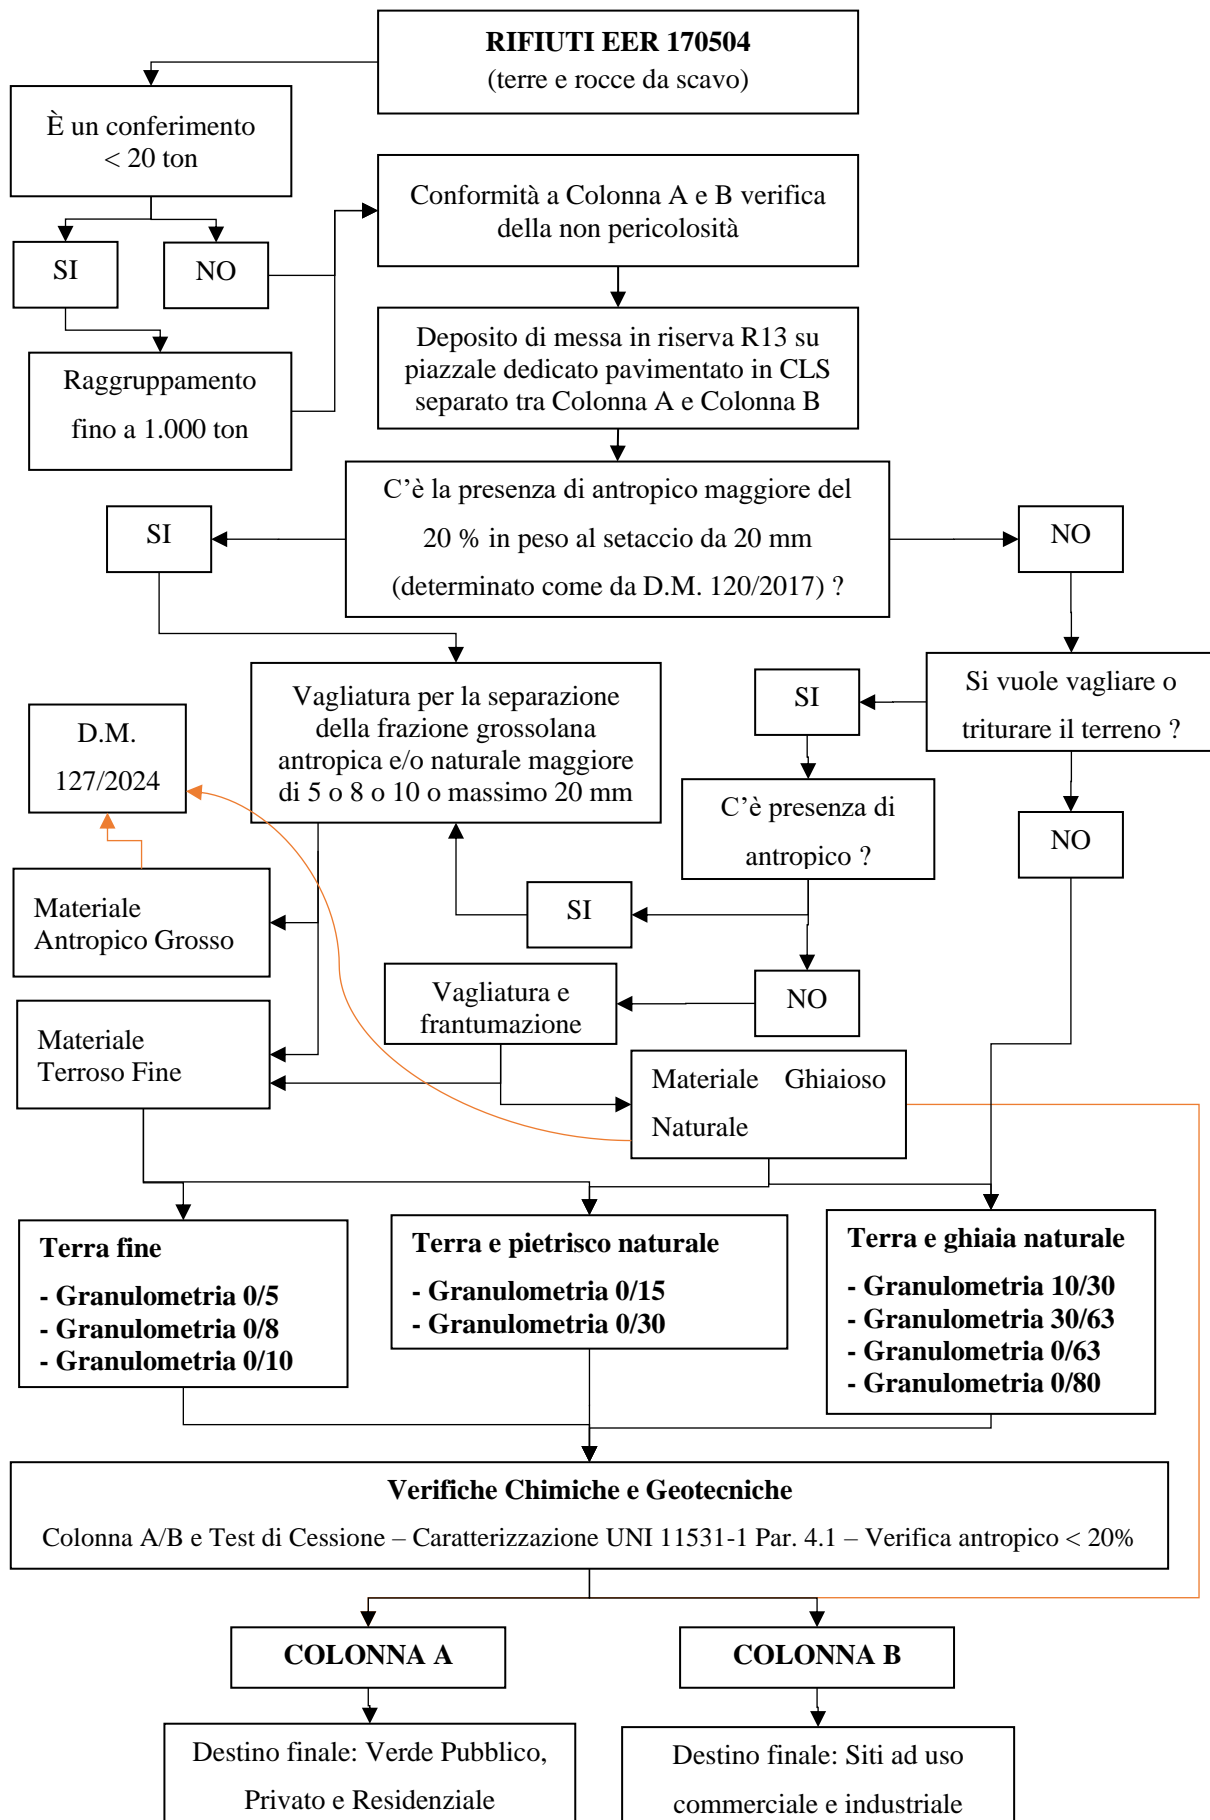 RIFIUTI EER 170504
(terre e rocce da scavo)
È un conferimento
< 20 ton
SI
NO
Raggruppamento
fino a 1.000 ton
Conformità a Colonna A e B verifica
della non pericolosità
Deposito di messa in riserva R13 su
piazzale dedicato pavimentato in CLS
separato tra Colonna A e Colonna B
C’è la presenza di antropico maggiore del
20 % in peso al setaccio da 20 mm
(determinato come da D.M. 120/2017) ?
SI
NO
Vagliatura per la separazione
della frazione grossolana
antropica e/o naturale maggiore
di 5 o 8 o 10 o massimo 20 mm
Si vuole vagliare o
triturare il terreno ?
SI
NO
D.M.
127/2024
C’è presenza di
antropico ?
SI
NO
Materiale
Antropico Grosso
Vagliatura e
frantumazione
Materiale
Terroso Fine
Materiale Ghiaioso
Naturale
Terra fine
- Granulometria 0/5
- Granulometria 0/8
- Granulometria 0/10
Terra e pietrisco naturale
- Granulometria 0/15
- Granulometria 0/30
Terra e ghiaia naturale
- Granulometria 10/30
- Granulometria 30/63
- Granulometria 0/63
- Granulometria 0/80
Verifiche Chimiche e Geotecniche
Colonna A/B e Test di Cessione – Caratterizzazione UNI 11531-1 Par. 4.1 – Verifica antropico < 20%
COLONNA A
COLONNA B
Destino finale: Verde Pubblico,
Privato e Residenziale
Destino finale: Siti ad uso
commerciale e industriale